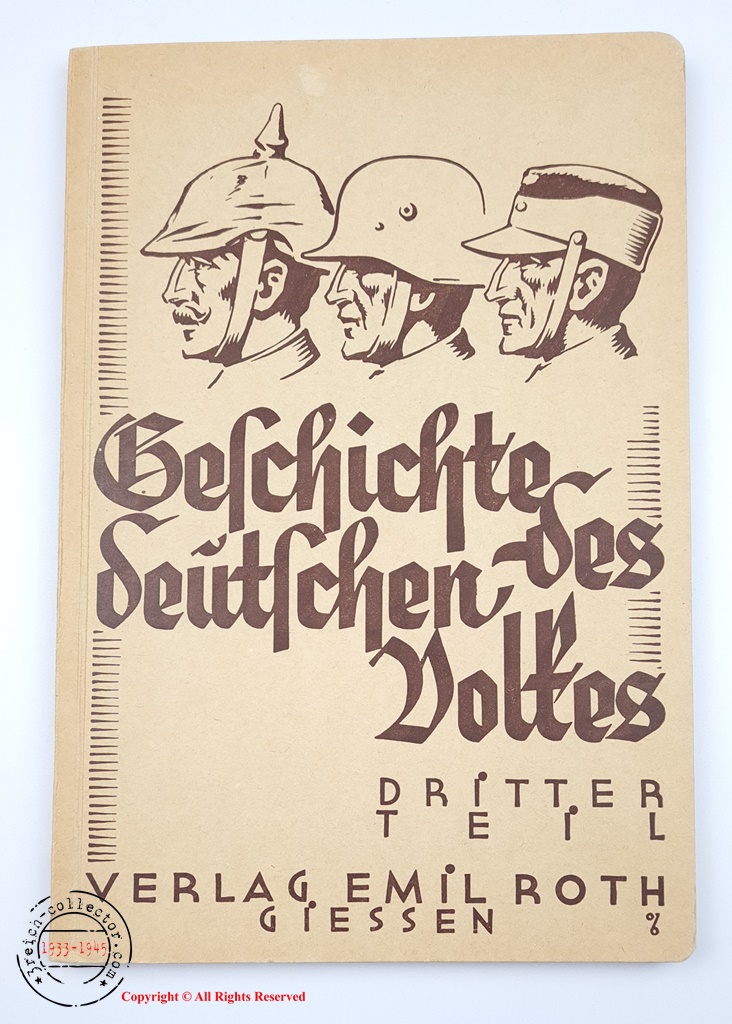 Geſchichte
des
deutſchen
Volkes
DRITTER
TEIL
VERLAG EMIL ROTH
GIESSEN
3reich-collector.com
1933-1945
Copyright © All Rights Reserved